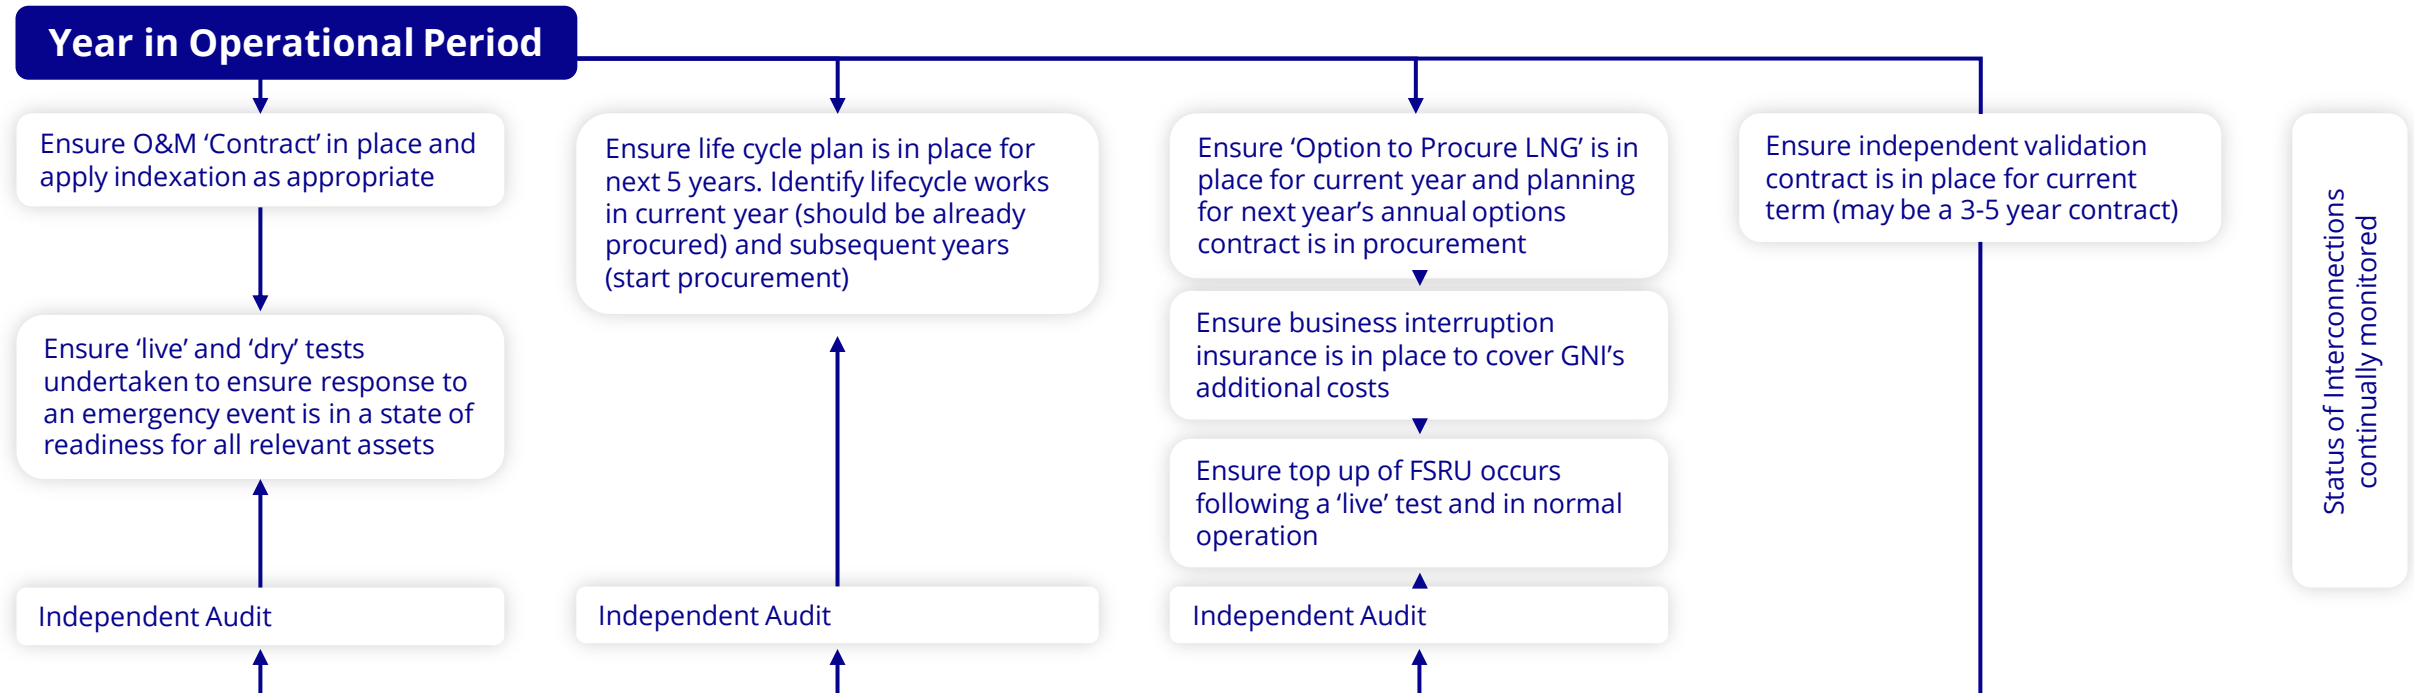 Year in Operational Period
Ensure O&M ‘Contract’ in place and
apply indexation as appropriate
Ensure ‘live’ and ‘dry’ tests
undertaken to ensure response to
an emergency event is in a state of
readiness for all relevant assets
Independent Audit
Ensure life cycle plan is in place for
next 5 years. Identify lifecycle works
in current year (should be already
procured) and subsequent years
(start procurement)
Independent Audit
Ensure ‘Option to Procure LNG’ is in
place for current year and planning
for next year’s annual options
contract is in procurement
Ensure business interruption
insurance is in place to cover GNI’s
additional costs
Ensure top up of FSRU occurs
following a ‘live’ test and in normal
operation
Independent Audit
Ensure independent validation
contract is in place for current
term (may be a 3-5 year contract)
Status of Interconnections
continually monitored